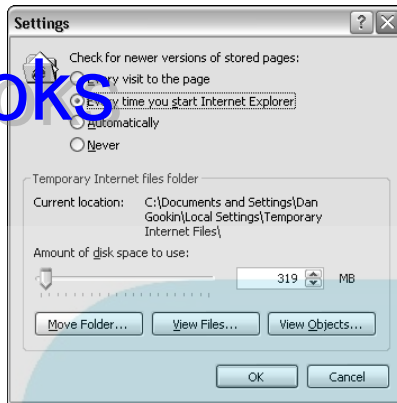 Settings
Check for newer versions of stored pages:
Every visit to the page
Every time you start Internet Explorer
Automatically
Never
oks
Temporary Internet files folder
Current location: C:\Documents and Settings\Dan
Gookin\Local Settings\Temporary
Internet Files\
Amount of disk space to use:
319 MB
Move Folder... View Files... View Objects...
OK Cancel